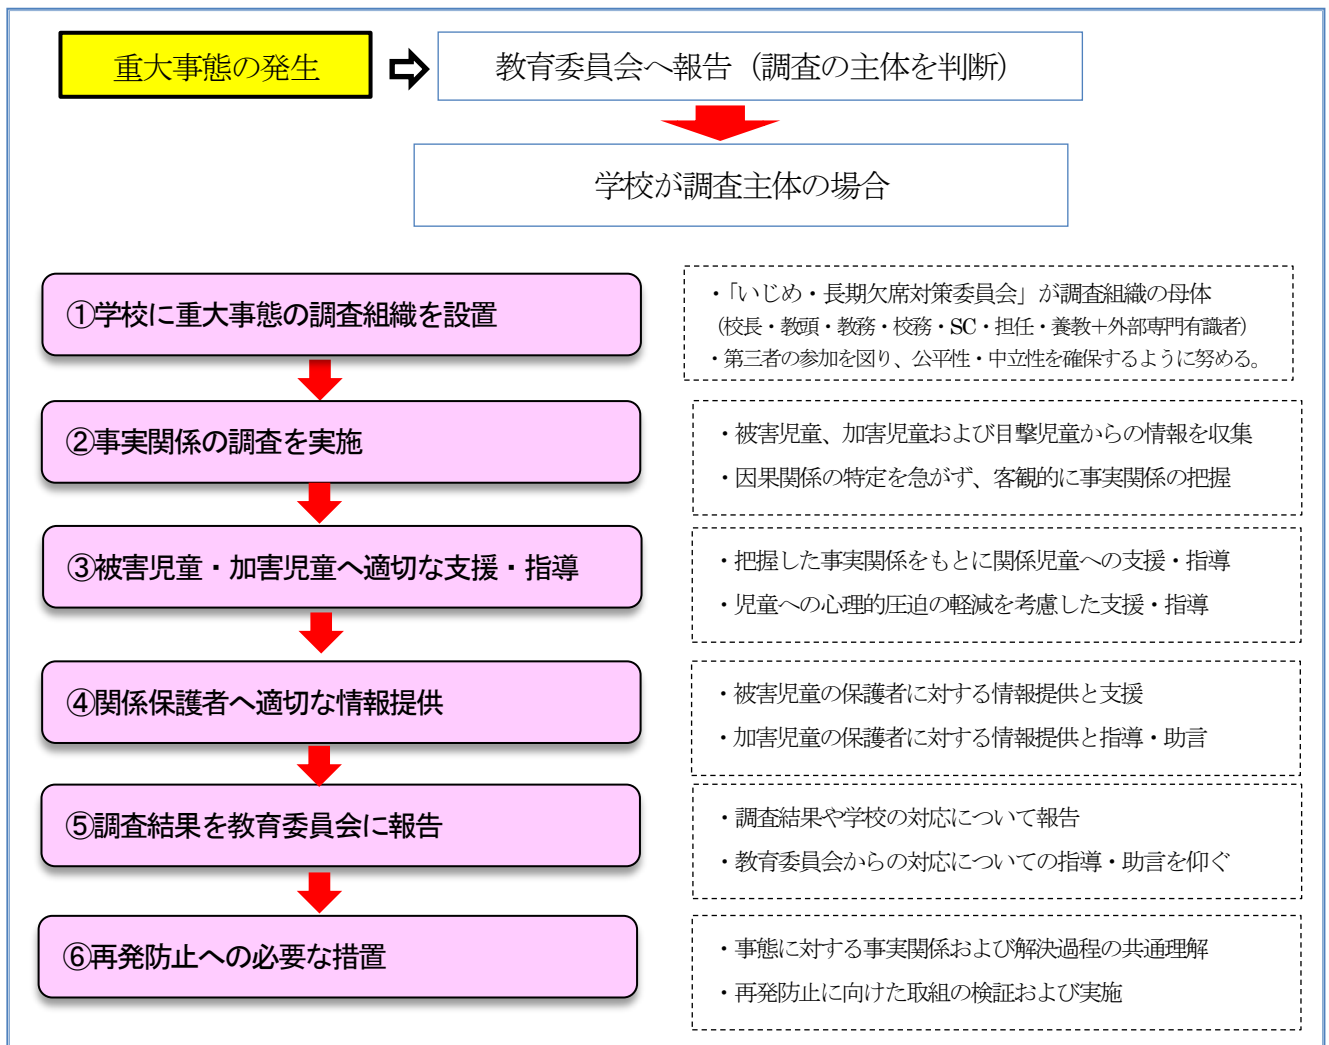 重大事態の発生
教育委員会へ報告（調査の主体を判断）
学校が調査主体の場合
①学校に重大事態の調査組織を設置
・「いじめ・長期欠席対策委員会」が調査組織の母体
（校長・教頭・教務・校務・SC・担任・養教＋外部専門有識者）
・第三者の参加を図り、公平性・中立性を確保するように努める。
②事実関係の調査を実施
・被害児童、加害児童および目撃児童からの情報を収集
・因果関係の特定を急がず、客観的に事実関係の把握
③被害児童・加害児童へ適切な支援・指導
・把握した事実関係をもとに関係児童への支援・指導
・児童への心理的圧迫の軽減を考慮した支援・指導
④関係保護者へ適切な情報提供
・被害児童の保護者に対する情報提供と支援
・加害児童の保護者に対する情報提供と指導・助言
⑤調査結果を教育委員会に報告
・調査結果や学校の対応について報告
・教育委員会からの対応についての指導・助言を仰ぐ
⑥再発防止への必要な措置
・事態に対する事実関係および解決過程の共通理解
・再発防止に向けた取組の検証および実施